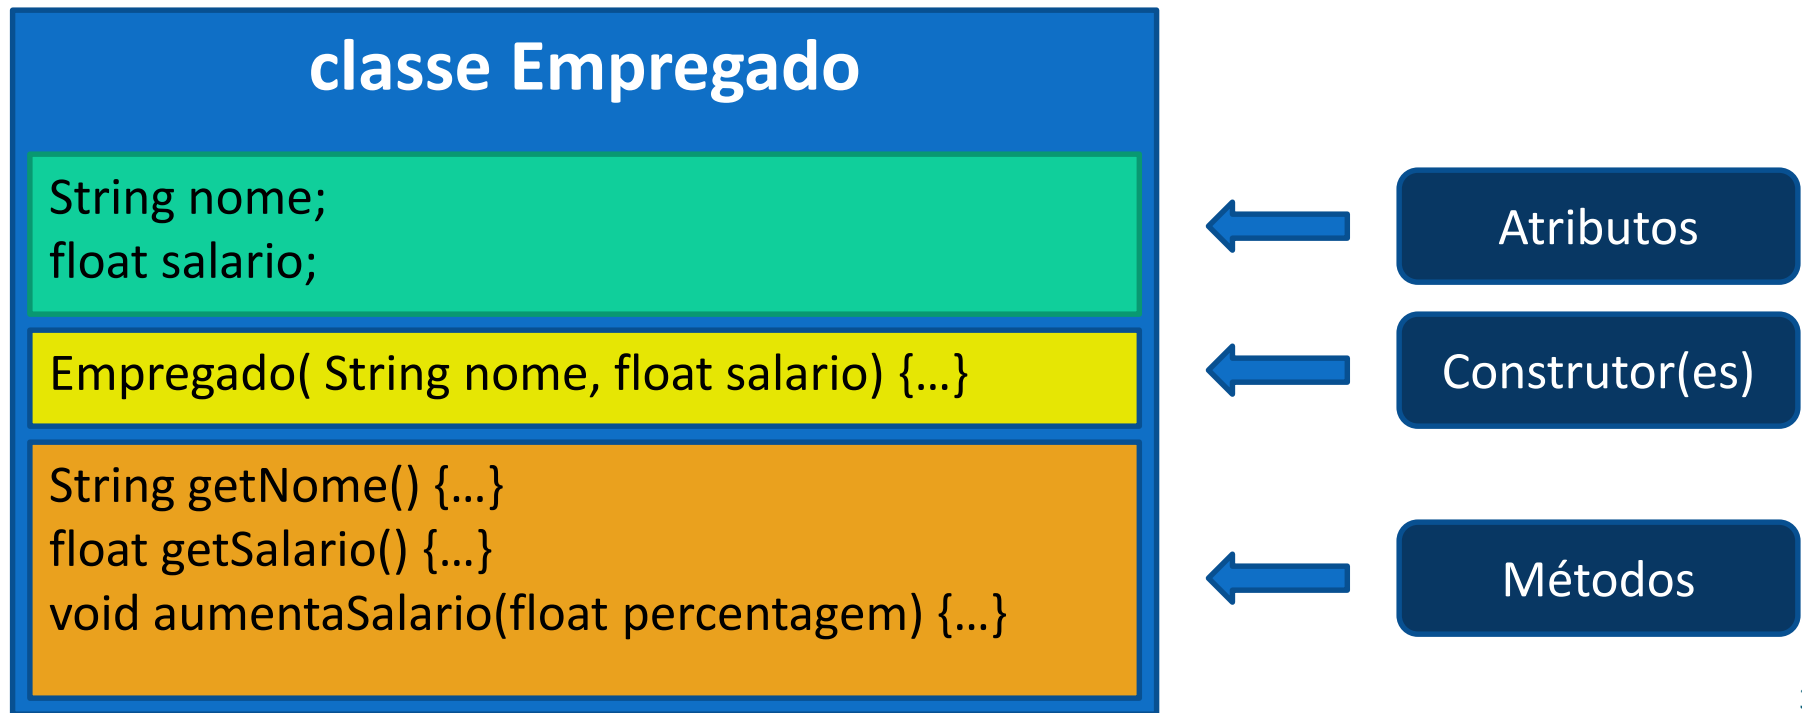 classe Empregado
String nome;
float salario;
Atributos
Empregado( String nome, float salario) {...}
Construtor(es)
String getNome() {...}
float getSalario() {...}
void aumentaSalario(float percentagem) {...}
Métodos